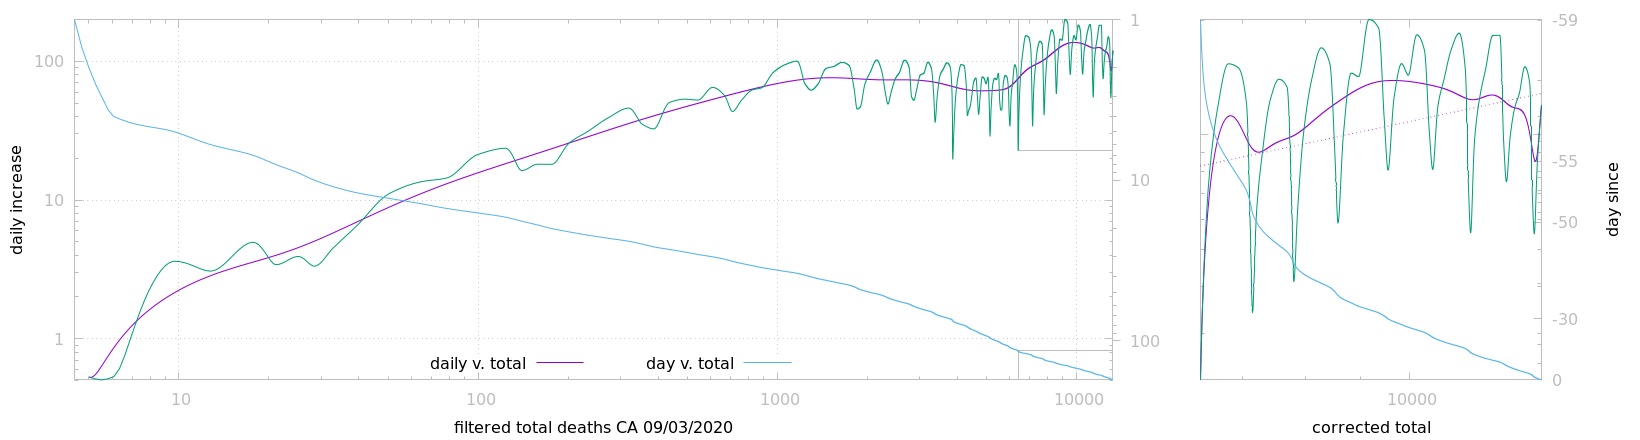 100
10
1
daily increase
10
100
1000
10000
filtered total deaths CA 09/03/2020
daily v. total
day v. total
1
10
100
-59
-55
-50
-30
0
day since
10000
corrected total